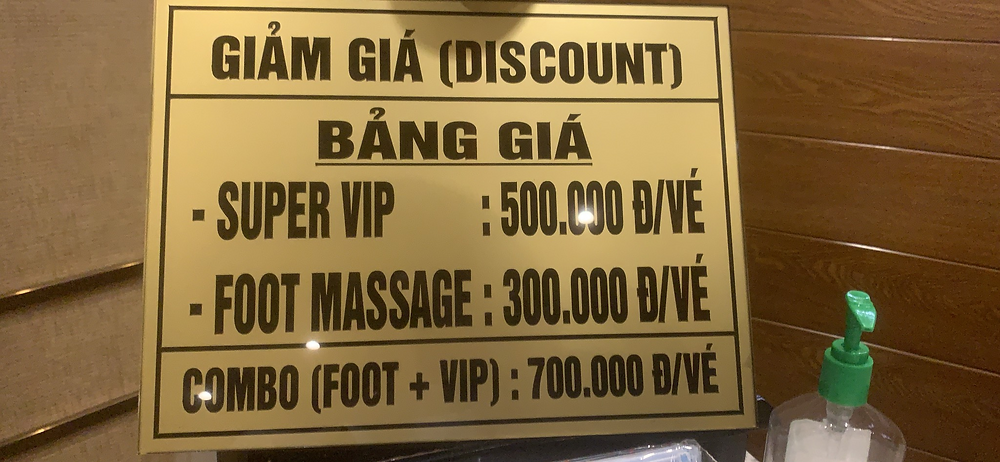 GIẢM GIÁ (DISCOUNT)
BẢNG GIÁ
- SUPER VIP : 500.000 Đ/VÉ
- FOOT MASSAGE : 300.000 Đ/VÉ
COMBO (FOOT + VIP) : 700.000 Đ/VÉ